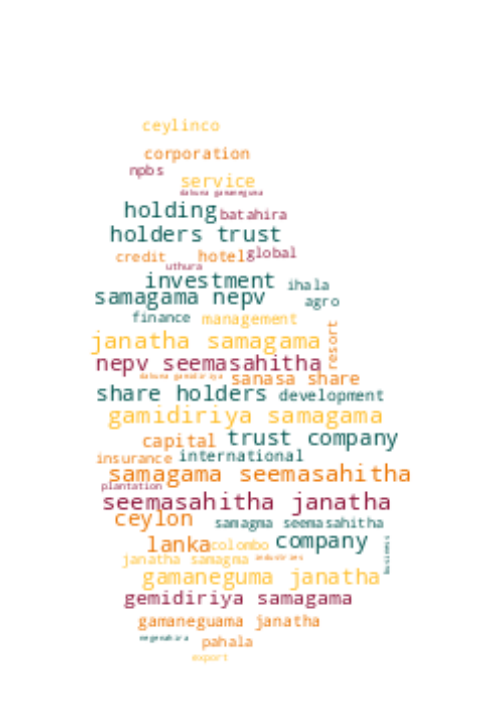 ceylinco
corporation
npbs
service
dakuna gamaneguma
holding batahira
holders trust
credit hotel global
uthura
investment ihala
samagama nepv agro
finance management
janatha samagama resort
nepv seemasahitha
dakuna gamidiriya sanasa share
share holders development
gamidiriya samagama
capital trust company
insurance international
samagama seemasahitha
plantation
seemasahitha janatha
ceylon samagma seemasahitha
lanka colombo company business
janatha samagma industries
gamaneguma janatha
gemidiriya samagama
gamaneguama janatha
negenahira pahala
export